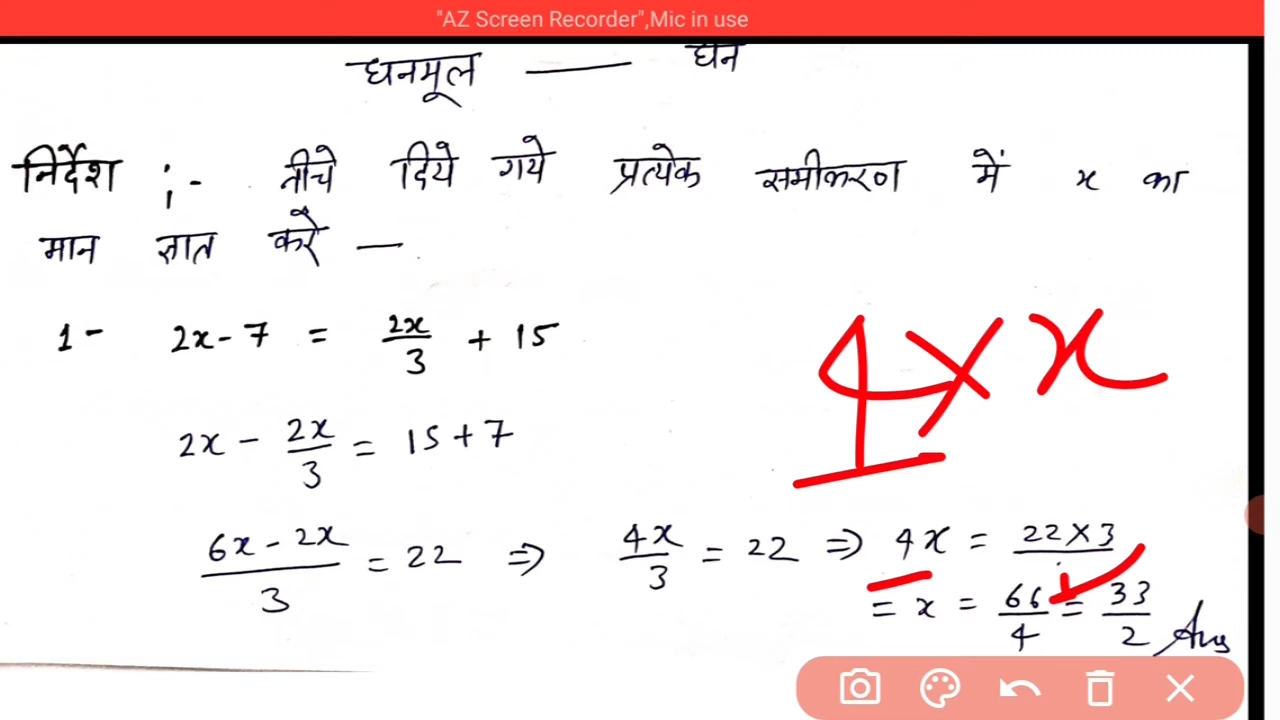 "AZ Screen Recorder",Mic in use
घनमूल — घन
निर्देश :- नीचे दिये गये प्रत्येक समीकरण में x का
मान ज्ञात करें —
1- 2x - 7 = 2x/3 + 15
4 × x
2x - 2x/3 = 15 + 7
(6x - 2x)/3 = 22 ⇒ 4x/3 = 22 ⇒ 4x = (22×3)/1
= x = 66/4 = 33/2 Ans